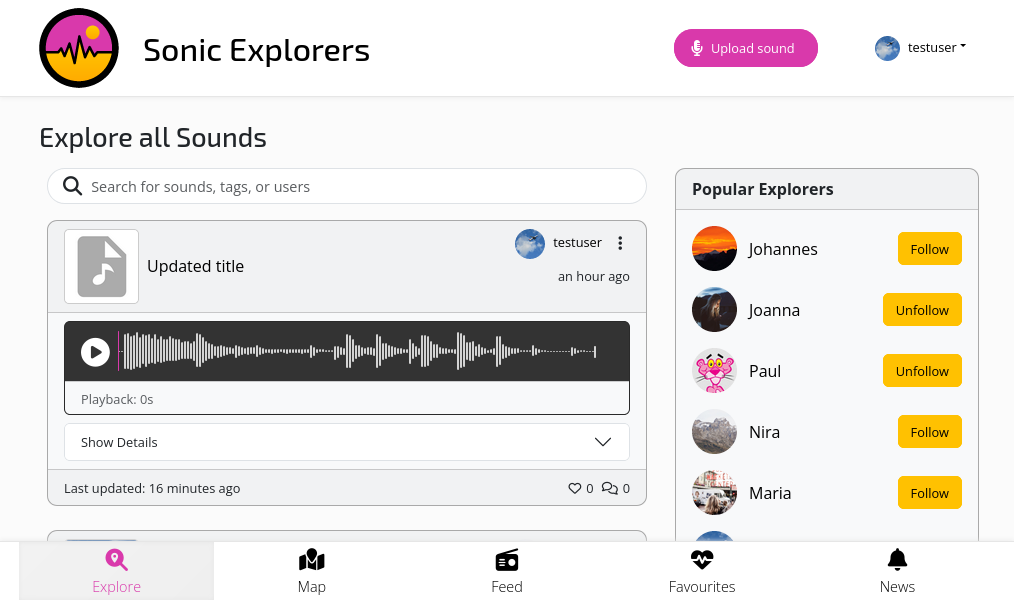 Sonic Explorers
Upload sound
testuser
Explore all Sounds
Search for sounds, tags, or users
Updated title
testuser
an hour ago
Playback: 0s
Show Details
Last updated: 16 minutes ago
0
0
Popular Explorers
Johannes
Follow
Joanna
Unfollow
Paul
Unfollow
Nira
Follow
Maria
Follow
Explore
Map
Feed
Favourites
News